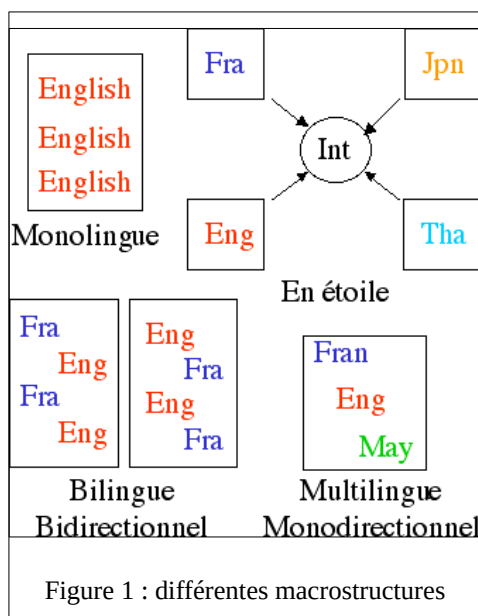 English
English
English
Monolingue
Fra
Jpn
Int
Eng
Tha
En étoile
Fra
Eng
Fra
Eng
Eng
Fra
Eng
Fra
Bilingue
Bidirectionnel
Fran
Eng
May
Multilingue
Monodirectionnel
Figure 1 : différentes macrostructures